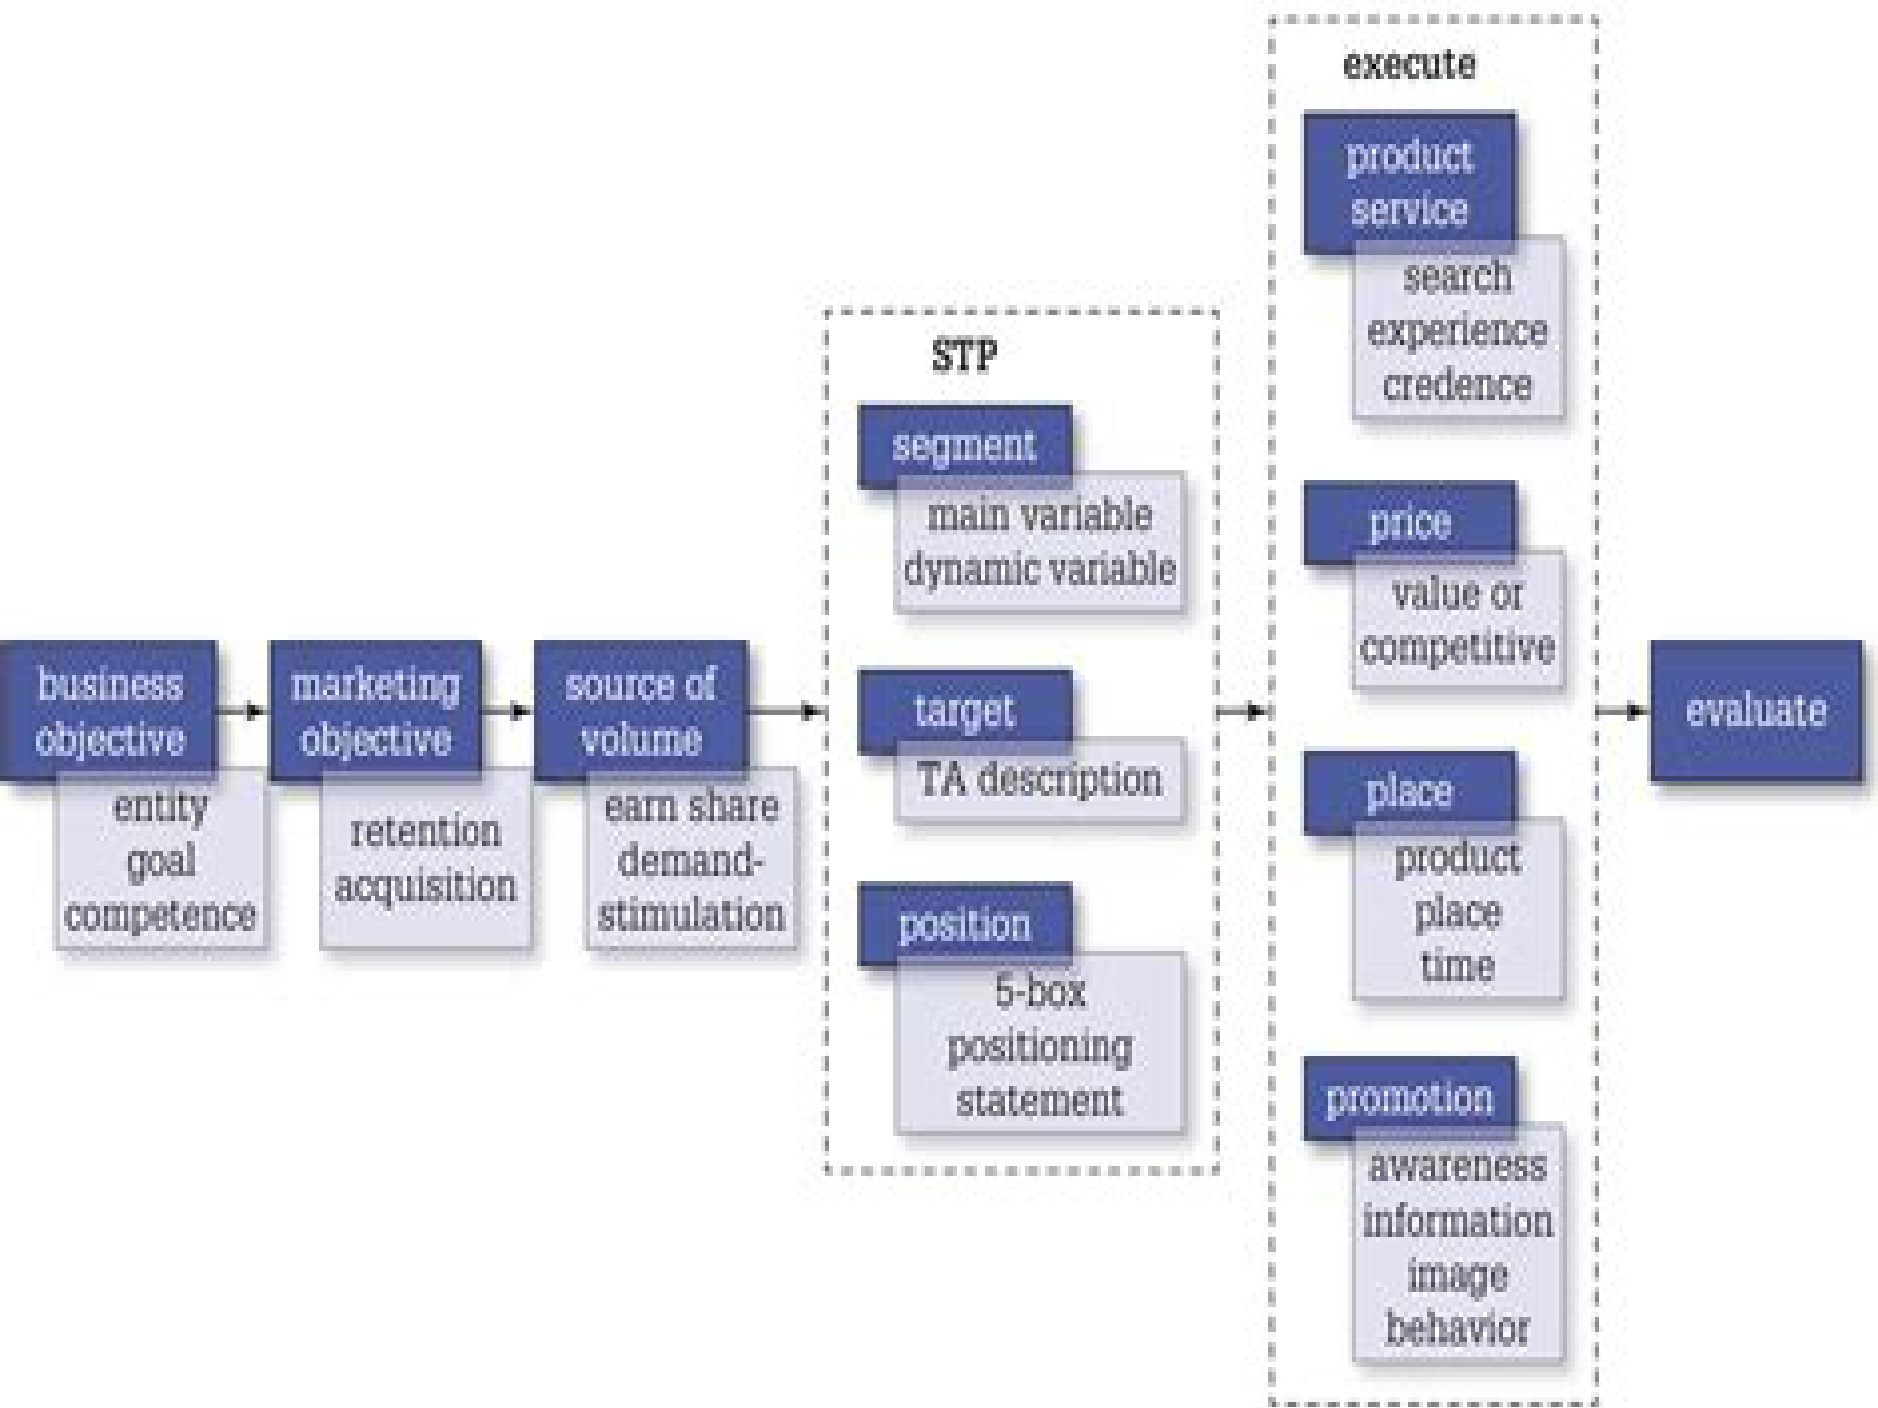 business
objective
entity
goal
competence
marketing
objective
retention
acquisition
source of
volume
earn share
demand-
stimulation
STP
segment
main variable
dynamic variable
target
TA description
position
5-box
positioning
statement
execute
product
service
search
experience
credence
price
value or
competitive
place
product
place
time
promotion
awareness
information
image
behavior
evaluate